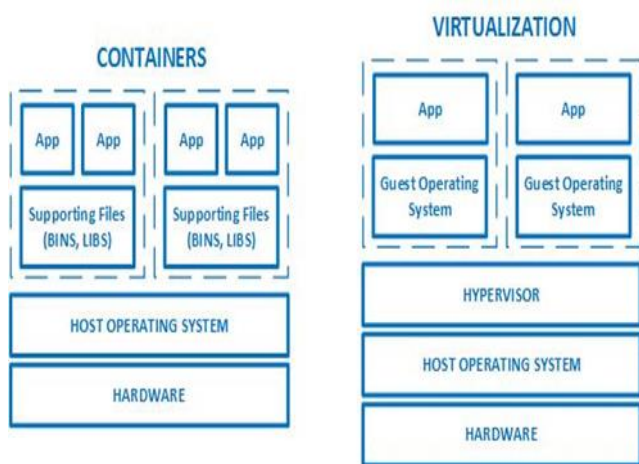 CONTAINERS
App App App App
Supporting Files Supporting Files
(BINS, LIBS) (BINS, LIBS)
HOST OPERATING SYSTEM
HARDWARE
VIRTUALIZATION
App App
Guest Operating Guest Operating
System System
HYPERVISOR
HOST OPERATING SYSTEM
HARDWARE